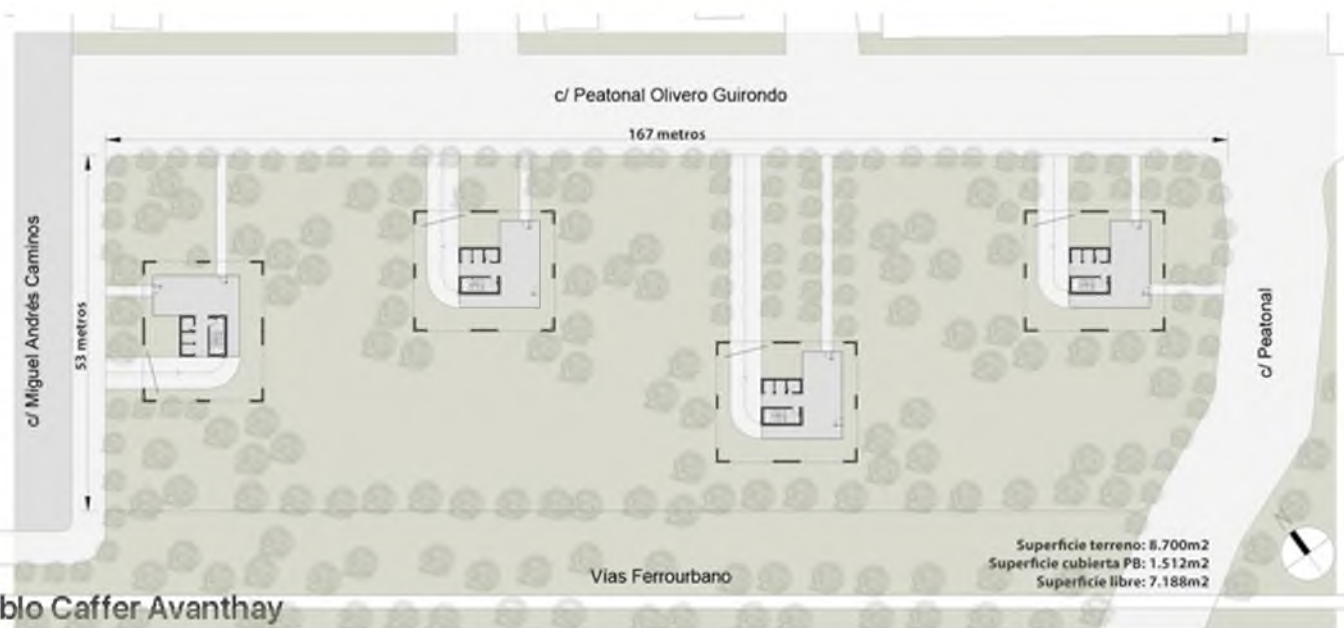 c/ Peatonal Olivero Guirondo
167 metros
c/ Miguel Andrés Caminos
53 metros
c/ Peatonal
N
Superficie terreno: 8.700m2
Superficie cubierta PB: 1.512m2
Superficie libre: 7.188m2
Vías Ferrourbano
blo Caffer Avanthay